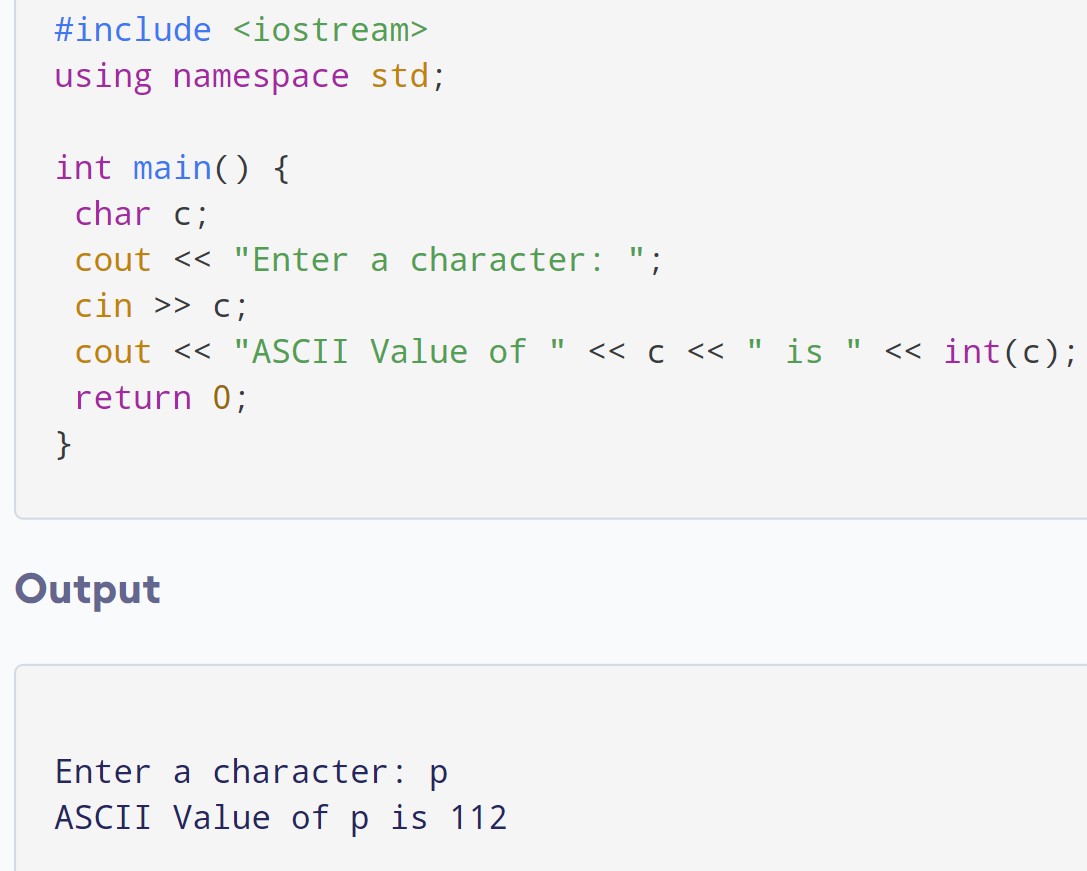 #include <iostream>
using namespace std;
int main() {
char c;
cout << "Enter a character: ";
cin >> c;
cout << "ASCII Value of " << c << " is " << int(c);
return 0;
}
Output
Enter a character: p
ASCII Value of p is 112